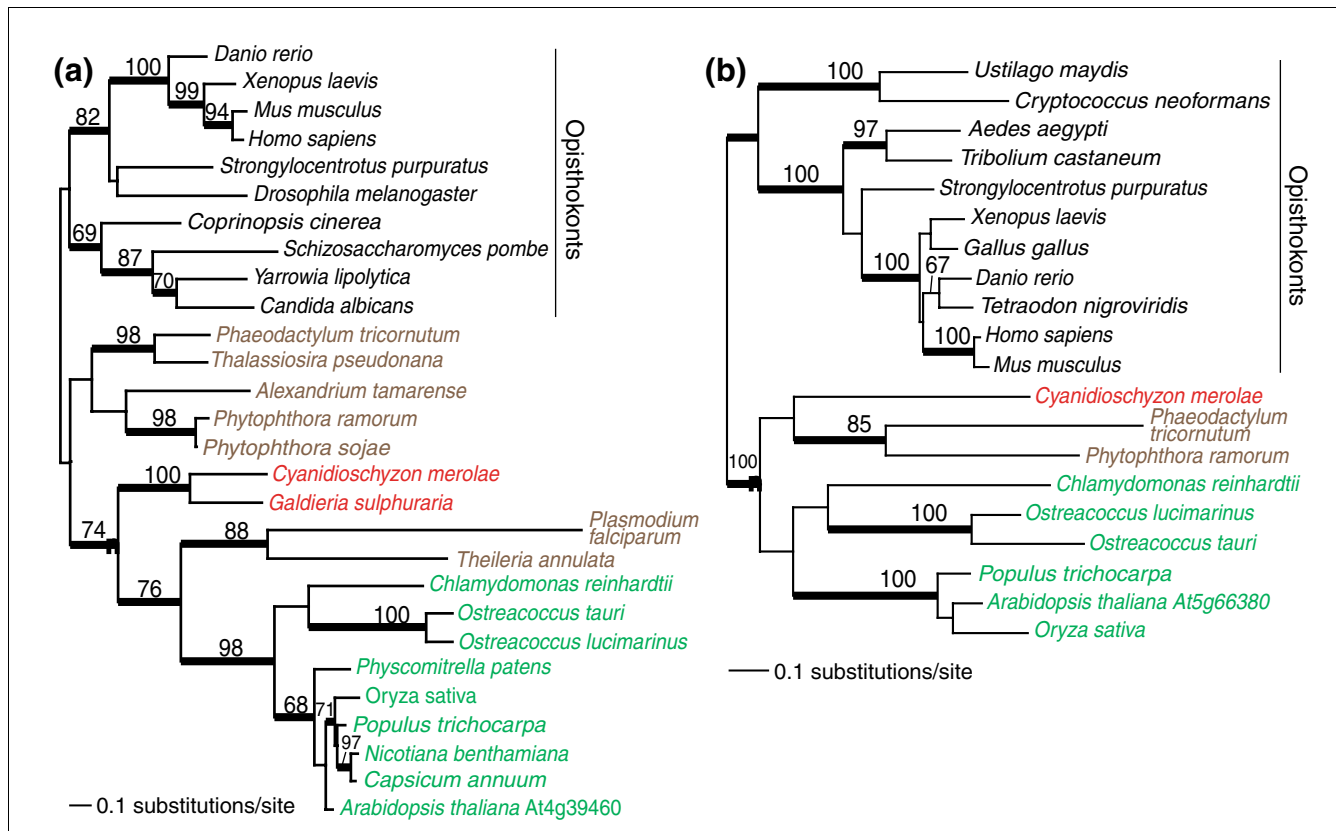 (a)
100
Danio rerio
99
Xenopus laevis
94
Mus musculus
Homo sapiens
82
Strongylocentrotus purpuratus
Drosophila melanogaster
69
Coprinopsis cinerea
87
Schizosaccharomyces pombe
70
Yarrowia lipolytica
Candida albicans
Opisthokonts
98
Phaeodactylum tricornutum
Thalassiosira pseudonana
Alexandrium tamarense
98
Phytophthora ramorum
Phytophthora sojae
100
Cyanidioschyzon merolae
Galdieria sulphuraria
74
88
Plasmodium
falciparum
Theileria annulata
76
Chlamydomonas reinhardtii
100
Ostreacoccus tauri
Ostreacoccus lucimarinus
98
Physcomitrella patens
68
71
Oryza sativa
Populus trichocarpa
97
Nicotiana benthamiana
Capsicum annuum
Arabidopsis thaliana At4g39460
0.1 substitutions/site
(b)
100
Ustilago maydis
Cryptococcus neoformans
97
Aedes aegypti
Tribolium castaneum
100
Strongylocentrotus purpuratus
Xenopus laevis
Gallus gallus
100
67
Danio rerio
Tetraodon nigroviridis
100
Homo sapiens
Mus musculus
Opisthokonts
Cyanidioschyzon merolae
85
Phaeodactylum
tricornutum
Phytophthora ramorum
100
Chlamydomonas reinhardtii
100
Ostreacoccus lucimarinus
Ostreacoccus tauri
100
Populus trichocarpa
Arabidopsis thaliana At5g66380
Oryza sativa
0.1 substitutions/site